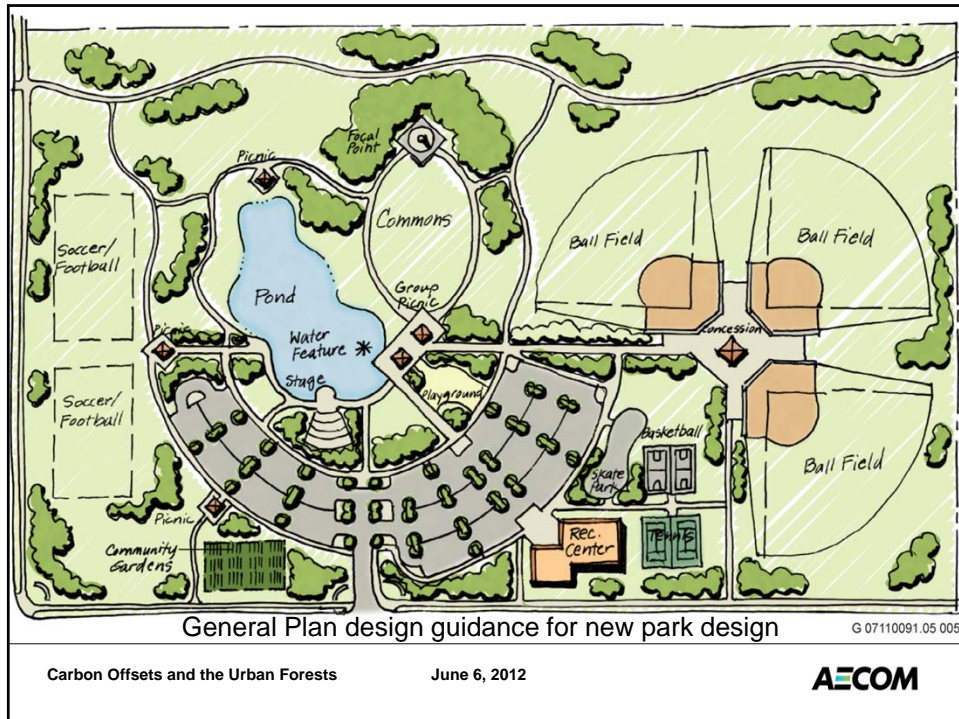 Focal
Point
Picnic
Commons
Soccer/
Football
Ball Field
Ball Field
Pond
Group
Picnic
Picnic
Water
Feature
Concession
Stage
Playground
Soccer/
Football
Basketball
Ball Field
Skate
Park
Picnic
Rec.
Center
Tennis
Community
Gardens
General Plan design guidance for new park design
G 07110091.05 005
Carbon Offsets and the Urban Forests
June 6, 2012
AECOM